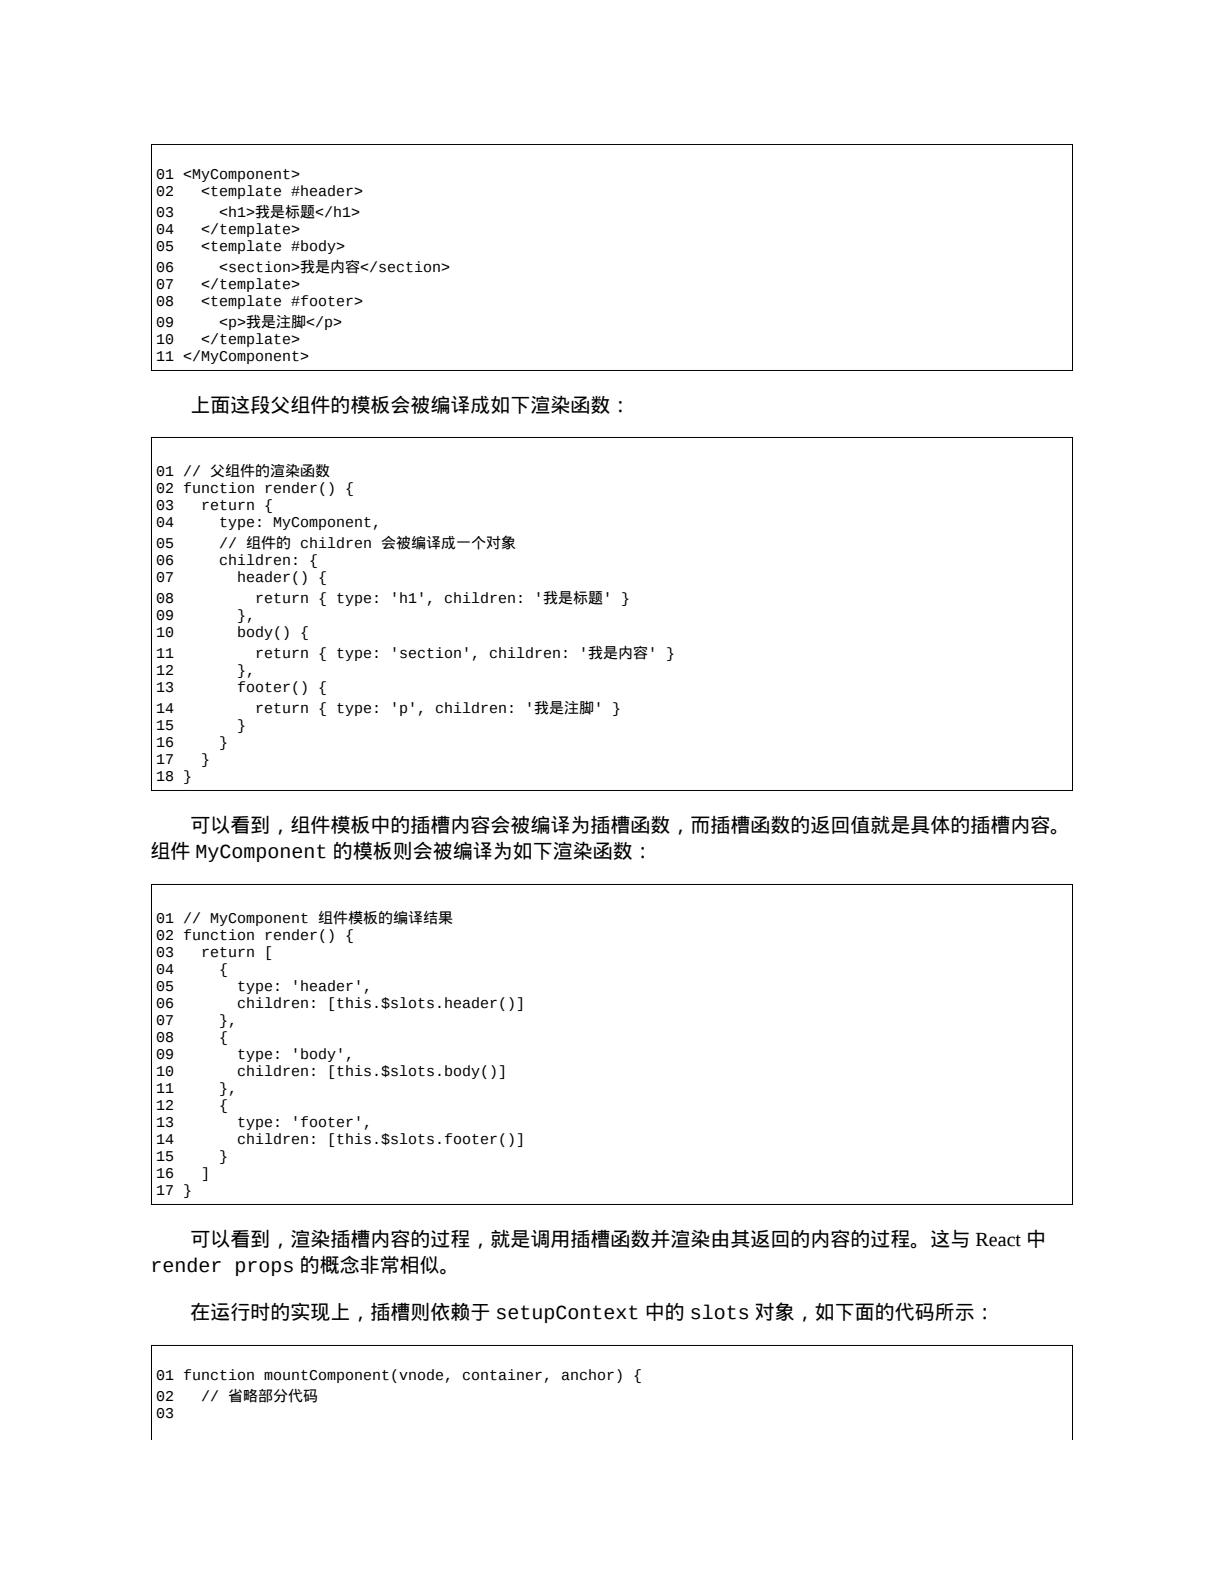 01 <MyComponent>
02   <template #header>
03     <h1>我是标题</h1>
04   </template>
05   <template #body>
06     <section>我是内容</section>
07   </template>
08   <template #footer>
09     <p>我是注脚</p>
10   </template>
11 </MyComponent>
上面这段父组件的模板会被编译成如下渲染函数：
01 // 父组件的渲染函数
02 function render() {
03   return {
04     type: MyComponent,
05     // 组件的 children 会被编译成一个对象
06     children: {
07       header() {
08         return { type: 'h1', children: '我是标题' }
09       },
10       body() {
11         return { type: 'section', children: '我是内容' }
12       },
13       footer() {
14         return { type: 'p', children: '我是注脚' }
15       }
16     }
17   }
18 }
可以看到，组件模板中的插槽内容会被编译为插槽函数，而插槽函数的返回值就是具体的插槽内容。
组件 MyComponent 的模板则会被编译为如下渲染函数：
01 // MyComponent 组件模板的编译结果
02 function render() {
03   return [
04     {
05       type: 'header',
06       children: [this.$slots.header()]
07     },
08     {
09       type: 'body',
10       children: [this.$slots.body()]
11     },
12     {
13       type: 'footer',
14       children: [this.$slots.footer()]
15     }
16   ]
17 }
可以看到，渲染插槽内容的过程，就是调用插槽函数并渲染由其返回的内容的过程。这与 React 中
render props 的概念非常相似。
在运行时的实现上，插槽则依赖于 setupContext 中的 slots 对象，如下面的代码所示：
01 function mountComponent(vnode, container, anchor) {
02   // 省略部分代码
03